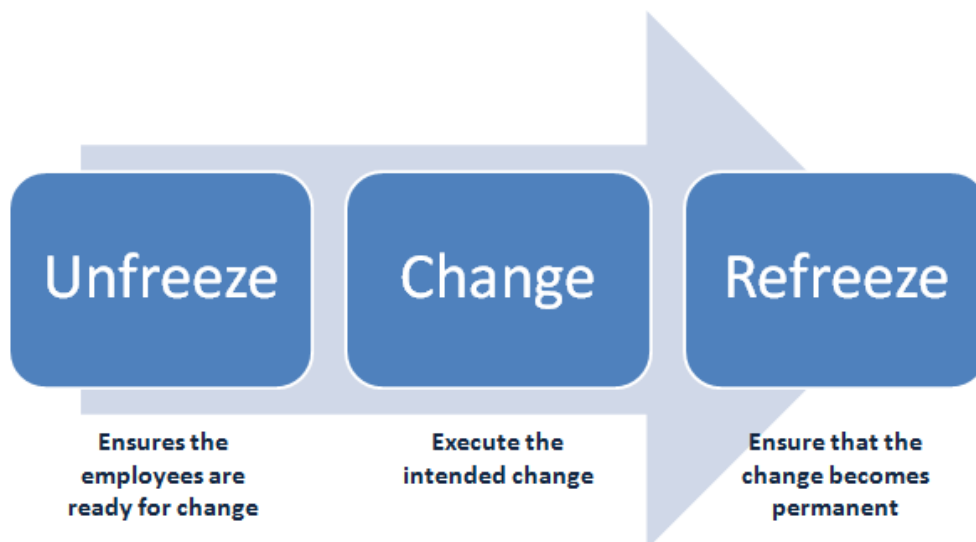 Unfreeze
Change
Refreeze
Ensures the
employees are
ready for change
Execute the
intended change
Ensure that the
change becomes
permanent